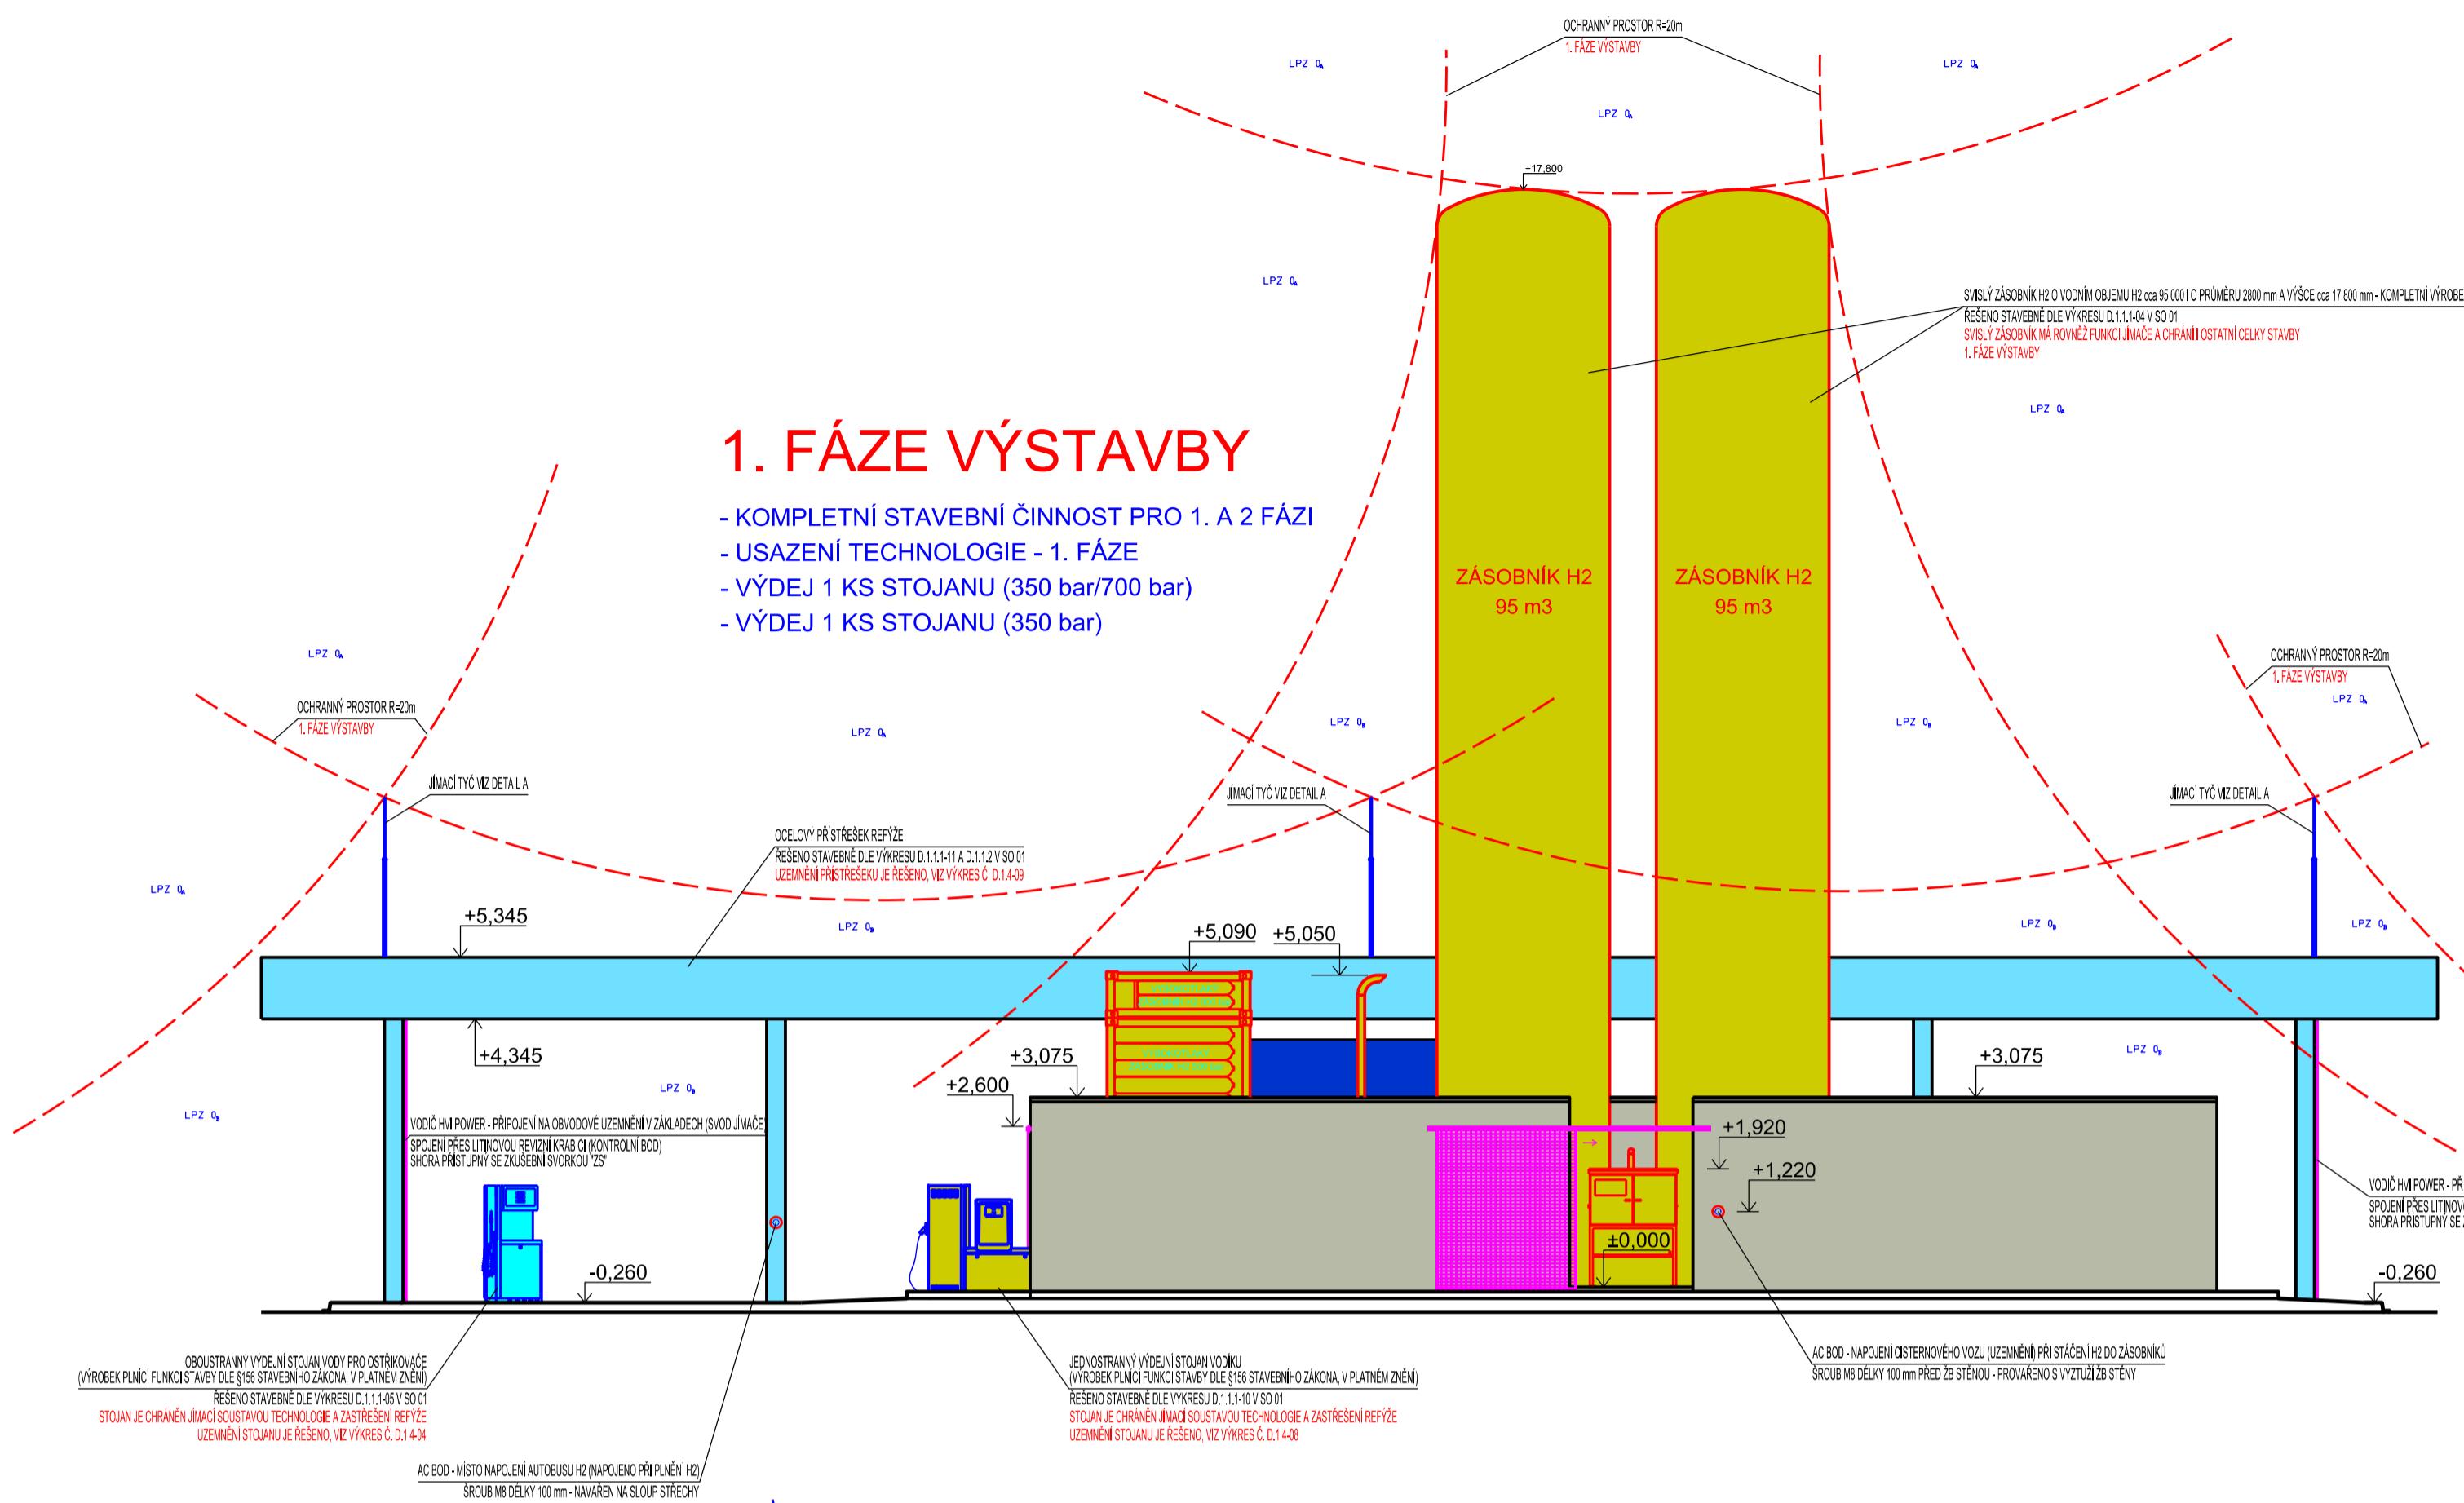 OCHRANNÝ PROSTOR R=20m
1. FÁZE VÝSTAVBY
LPZ 0A
LPZ 0A
LPZ 0A
+17,800
LPZ 0A
SVISLÝ ZÁSOBNÍK H2 O VODNÍM OBJEMU H2 cca 95 000 l O PRŮMĚRU 2800 mm A VÝŠCE cca 17 800 mm - KOMPLETNÍ VÝROBE
ŘEŠENO STAVEBNĚ DLE VÝKRESU D.1.1.1-04 V SO 01
SVISLÝ ZÁSOBNÍK MÁ ROVNĚŽ FUNKCI JÍMAČE A CHRÁNÍ I OSTATNÍ CELKY STAVBY
1. FÁZE VÝSTAVBY
LPZ 0A
1. FÁZE VÝSTAVBY
- KOMPLETNÍ STAVEBNÍ ČINNOST PRO 1. A 2 FÁZI
- USAZENÍ TECHNOLOGIE - 1. FÁZE
- VÝDEJ 1 KS STOJANU (350 bar/700 bar)
- VÝDEJ 1 KS STOJANU (350 bar)
ZÁSOBNÍK H2
95 m3
ZÁSOBNÍK H2
95 m3
LPZ 0A
OCHRANNÝ PROSTOR R=20m
1. FÁZE VÝSTAVBY
LPZ 0A
OCHRANNÝ PROSTOR R=20m
1. FÁZE VÝSTAVBY
LPZ 0A
LPZ 0B
LPZ 0B
JÍMACÍ TYČ VIZ DETAIL A
JÍMACÍ TYČ VIZ DETAIL A
JÍMACÍ TYČ VIZ DETAIL A
OCELOVÝ PŘÍSTŘEŠEK REFÝŽE
ŘEŠENO STAVEBNĚ DLE VÝKRESU D.1.1.1-11 A D.1.1.2 V SO 01
UZEMNĚNÍ PŘÍSTŘEŠEKU JE ŘEŠENO, VIZ VÝKRES Č. D.1.4-09
LPZ 0A
+5,345
LPZ 0B
+5,090
+5,050
LPZ 0B
LPZ 0B
+4,345
+3,075
+2,600
+3,075
LPZ 0B
LPZ 0B
LPZ 0B
VODIČ HVI POWER - PŘIPOJENÍ NA OBVODOVÉ UZEMNĚNÍ V ZÁKLADECH (SVOD JÍMAČE)
SPOJENÍ PŘES LITINOVOU REVIZNÍ KRABICI (KONTROLNÍ BOD)
SHORA PŘÍSTUPNÝ SE ZKUŠEBNÍ SVORKOU "ZS"
+1,920
+1,220
VODIČ HVI POWER - PŘ
SPOJENÍ PŘES LITINOV
SHORA PŘÍSTUPNÝ SE
±0,000
-0,260
-0,260
OBOUSTRANNÝ VÝDEJNÍ STOJAN VODY PRO OSTŘIKOVAČE
(VÝROBEK PLNÍCÍ FUNKCI STAVBY DLE §156 STAVEBNÍHO ZÁKONA, V PLATNÉM ZNĚNÍ)
ŘEŠENO STAVEBNĚ DLE VÝKRESU D.1.1.1-05 V SO 01
STOJAN JE CHRÁNĚN JÍMACÍ SOUSTAVOU TECHNOLOGIE A ZASTŘEŠENÍ REFÝŽE
UZEMNĚNÍ STOJANU JE ŘEŠENO, VIZ VÝKRES Č. D.1.4-04
JEDNOSTRANNÝ VÝDEJNÍ STOJAN VODÍKU
(VÝROBEK PLNÍCÍ FUNKCI STAVBY DLE §156 STAVEBNÍHO ZÁKONA, V PLATNÉM ZNĚNÍ)
ŘEŠENO STAVEBNĚ DLE VÝKRESU D.1.1.1-10 V SO 01
STOJAN JE CHRÁNĚN JÍMACÍ SOUSTAVOU TECHNOLOGIE A ZASTŘEŠENÍ REFÝŽE
UZEMNĚNÍ STOJANU JE ŘEŠENO, VIZ VÝKRES Č. D.1.4-08
AC BOD - NAPOJENÍ CISTERNOVÉHO VOZU (UZEMNĚNÍ) PŘI STÁČENÍ H2 DO ZÁSOBNÍKŮ
ŠROUB M8 DÉLKY 100 mm PŘED ŽB STĚNOU - PROVAŘENO S VÝZTUŽÍ ŽB STĚNY
AC BOD - MÍSTO NAPOJENÍ AUTOBUSU H2 (NAPOJENO PŘI PLNĚNÍ H2)
ŠROUB M8 DÉLKY 100 mm - NAVAŘEN NA SLOUP STŘECHY